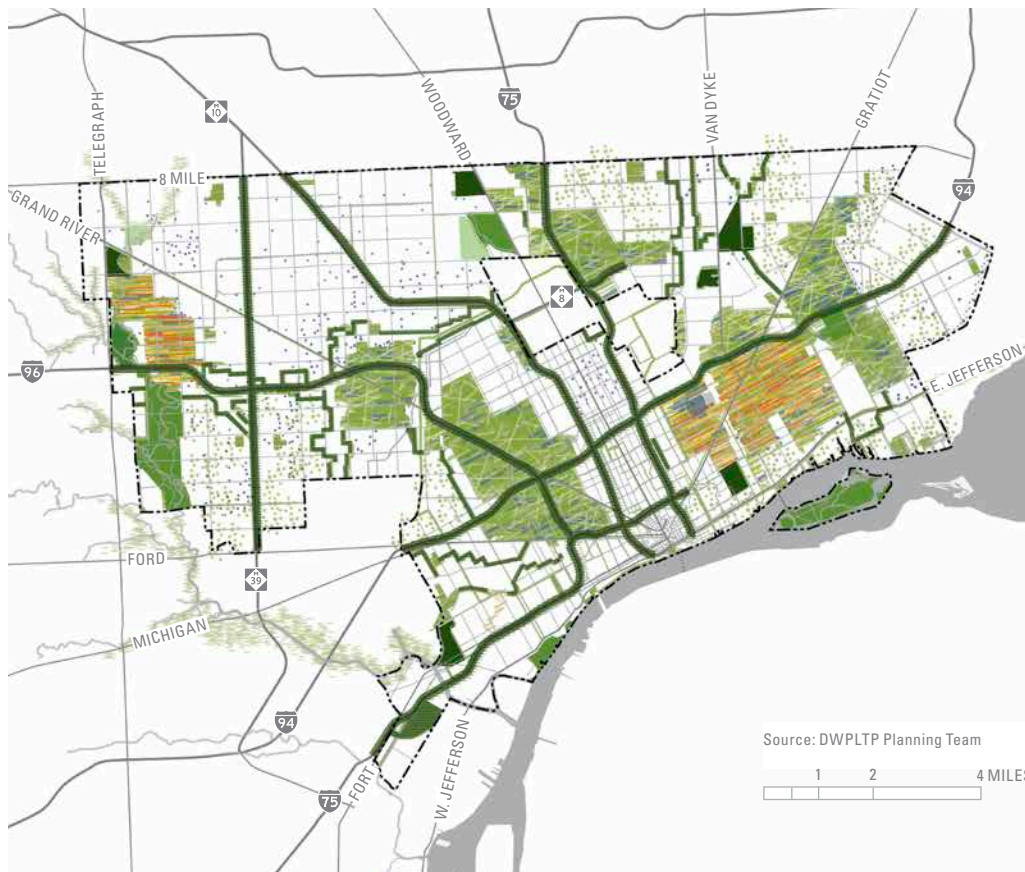 TELEGRAPH
M
10
WOODWARD
75
VAN DYKE
GRATIOT
8 MILE
94
GRAND RIVER
M
8
96
E. JEFFERSON
FORD
M
39
MICHIGAN
94
W. JEFFERSON
FORT
75
Source: DWPLTP Planning Team
1 2 4 MILES